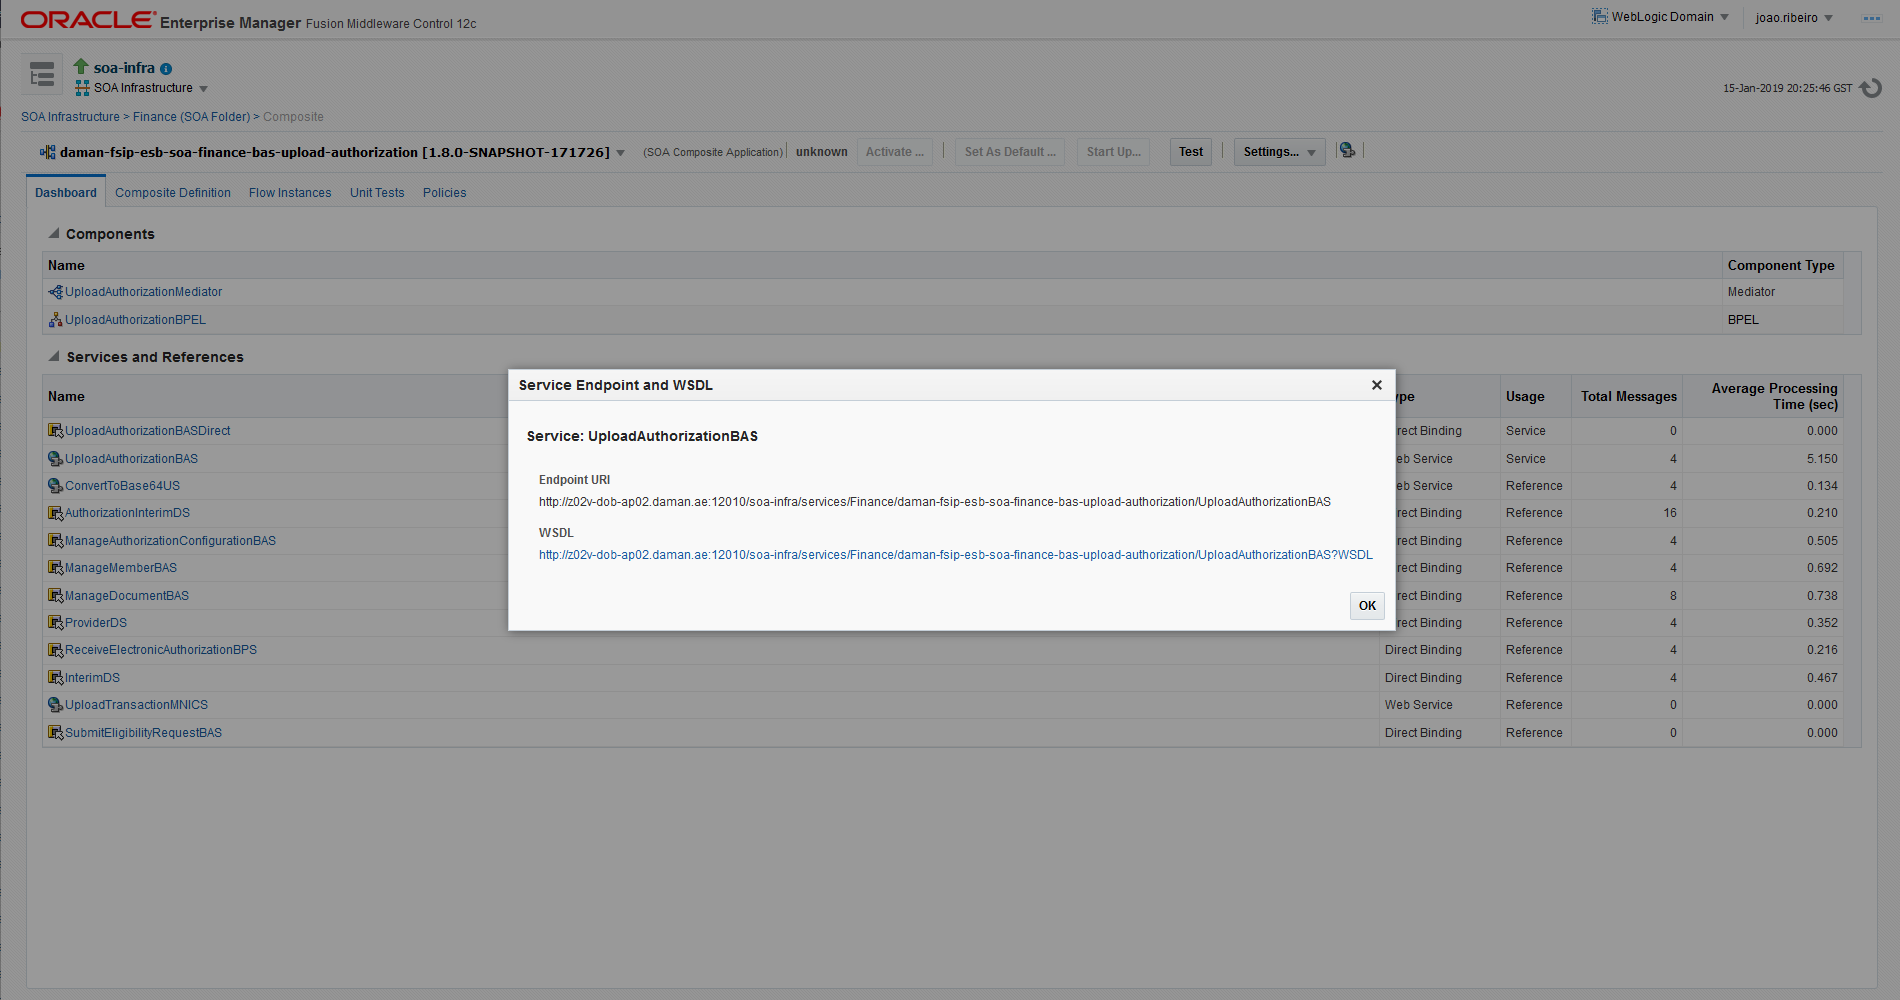 ORACLE Enterprise Manager Fusion Middleware Control 12c
WebLogic Domain
joao.ribeiro
soa-infra
SOA Infrastructure
15-Jan-2019 20:25:46 GST
SOA Infrastructure > Finance (SOA Folder) > Composite
daman-fsip-esb-soa-finance-bas-upload-authorization [1.8.0-SNAPSHOT-171726] (SOA Composite Application) unknown Activate ... Set As Default ... Start Up... Test Settings...
Dashboard Composite Definition Flow Instances Unit Tests Policies
Components
Name Component Type
UploadAuthorizationMediator Mediator
UploadAuthorizationBPEL BPEL
Services and References
Name ype Usage Total Messages Average Processing
Time (sec)
UploadAuthorizationBASDirect rect Binding Service 0 0.000
UploadAuthorizationBAS eb Service Service 4 5.150
ConvertToBase64US eb Service Reference 4 0.134
AuthorizationInterimDS rect Binding Reference 16 0.210
ManageAuthorizationConfigurationBAS rect Binding Reference 4 0.505
ManageMemberBAS rect Binding Reference 4 0.692
ManageDocumentBAS rect Binding Reference 8 0.738
ProviderDS rect Binding Reference 4 0.352
ReceiveElectronicAuthorizationBPS Direct Binding Reference 4 0.216
InterimDS Direct Binding Reference 4 0.467
UploadTransactionMNICS Web Service Reference 0 0.000
SubmitEligibilityRequestBAS Direct Binding Reference 0 0.000
Service Endpoint and WSDL
Service: UploadAuthorizationBAS
Endpoint URI
http://z02v-dob-ap02.daman.ae:12010/soa-infra/services/Finance/daman-fsip-esb-soa-finance-bas-upload-authorization/UploadAuthorizationBAS
WSDL
http://z02v-dob-ap02.daman.ae:12010/soa-infra/services/Finance/daman-fsip-esb-soa-finance-bas-upload-authorization/UploadAuthorizationBAS?WSDL
OK